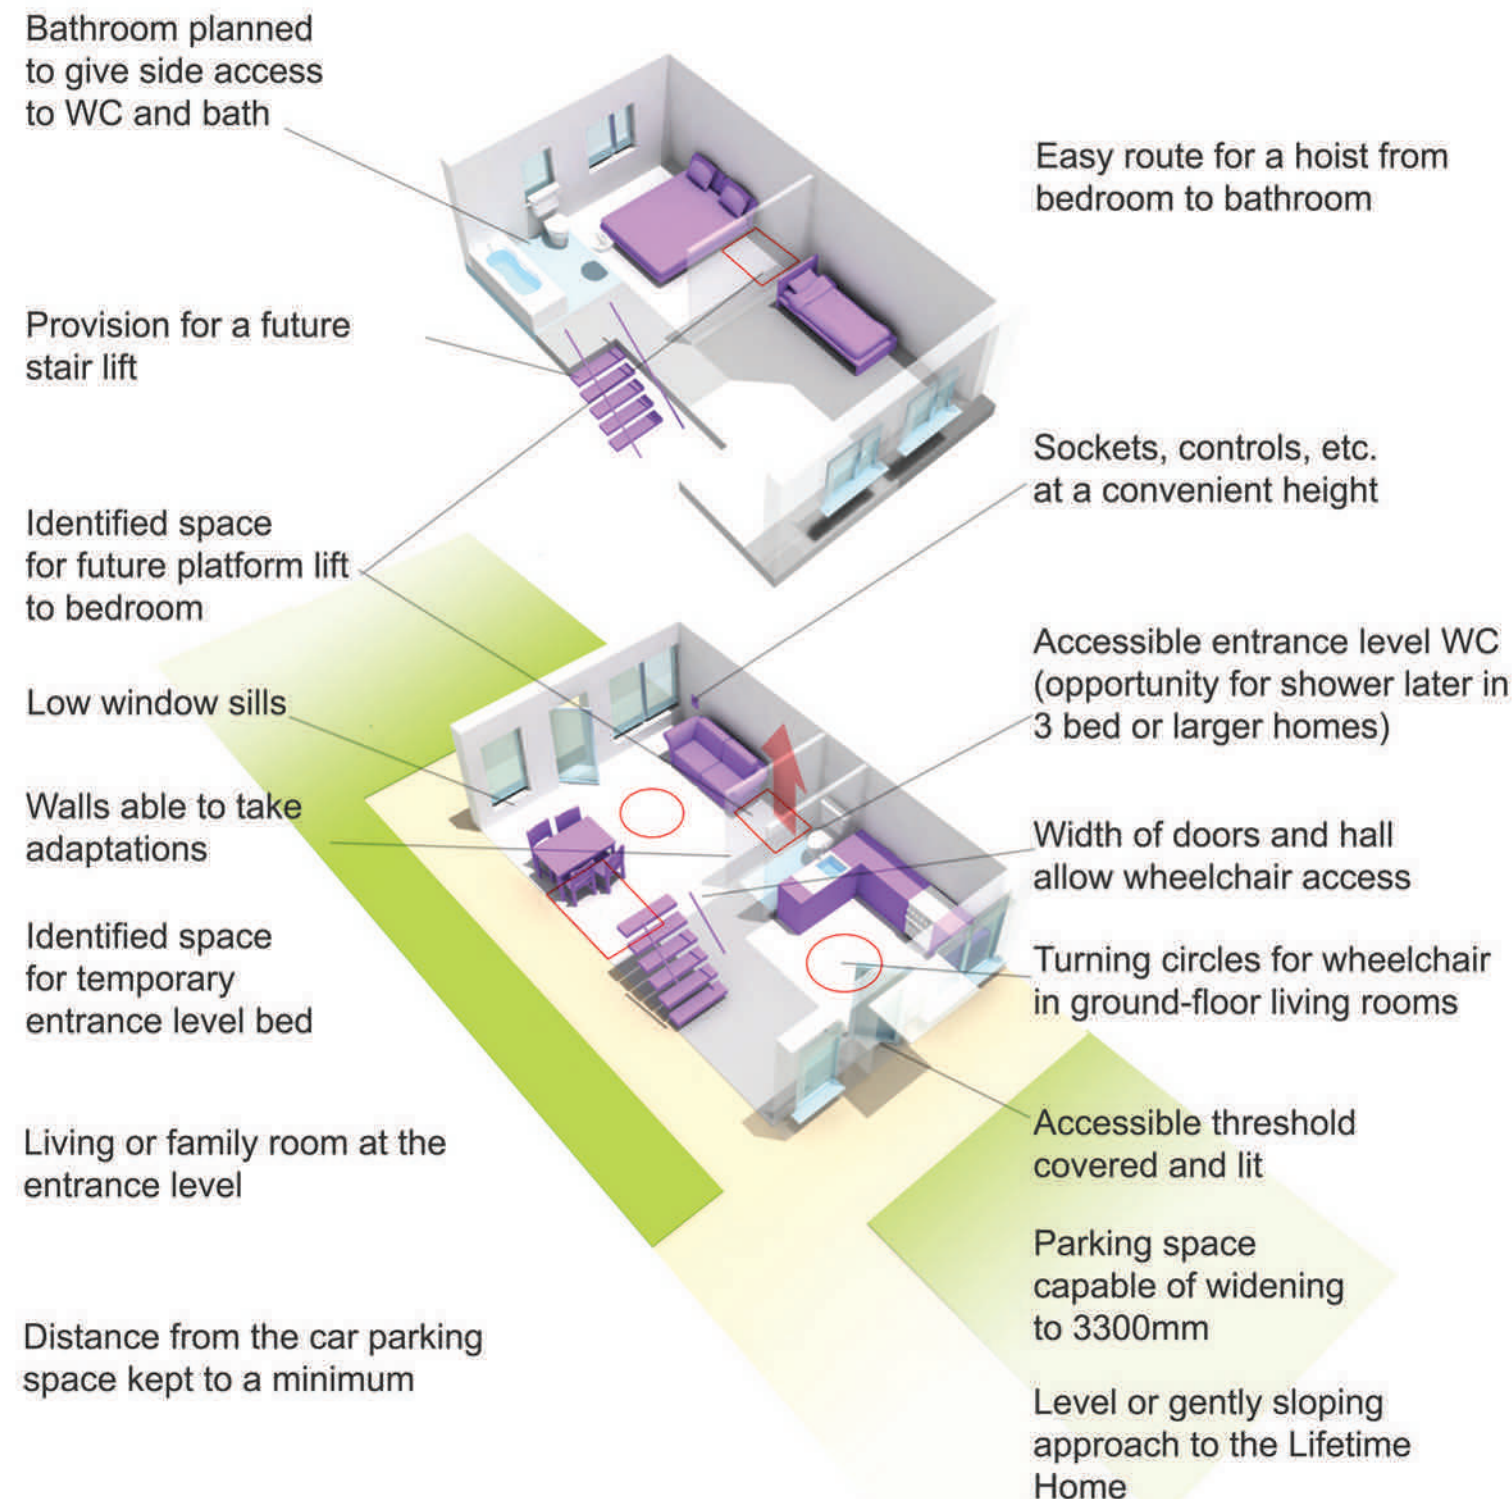 Bathroom planned
to give side access
to WC and bath
Provision for a future
stair lift
Identified space
for future platform lift
to bedroom
Low window sills
Walls able to take
adaptations
Identified space
for temporary
entrance level bed
Living or family room at the
entrance level
Distance from the car parking
space kept to a minimum
Easy route for a hoist from
bedroom to bathroom
Sockets, controls, etc.
at a convenient height
Accessible entrance level WC
(opportunity for shower later in
3 bed or larger homes)
Width of doors and hall
allow wheelchair access
Turning circles for wheelchair
in ground-floor living rooms
Accessible threshold
covered and lit
Parking space
capable of widening
to 3300mm
Level or gently sloping
approach to the Lifetime
Home